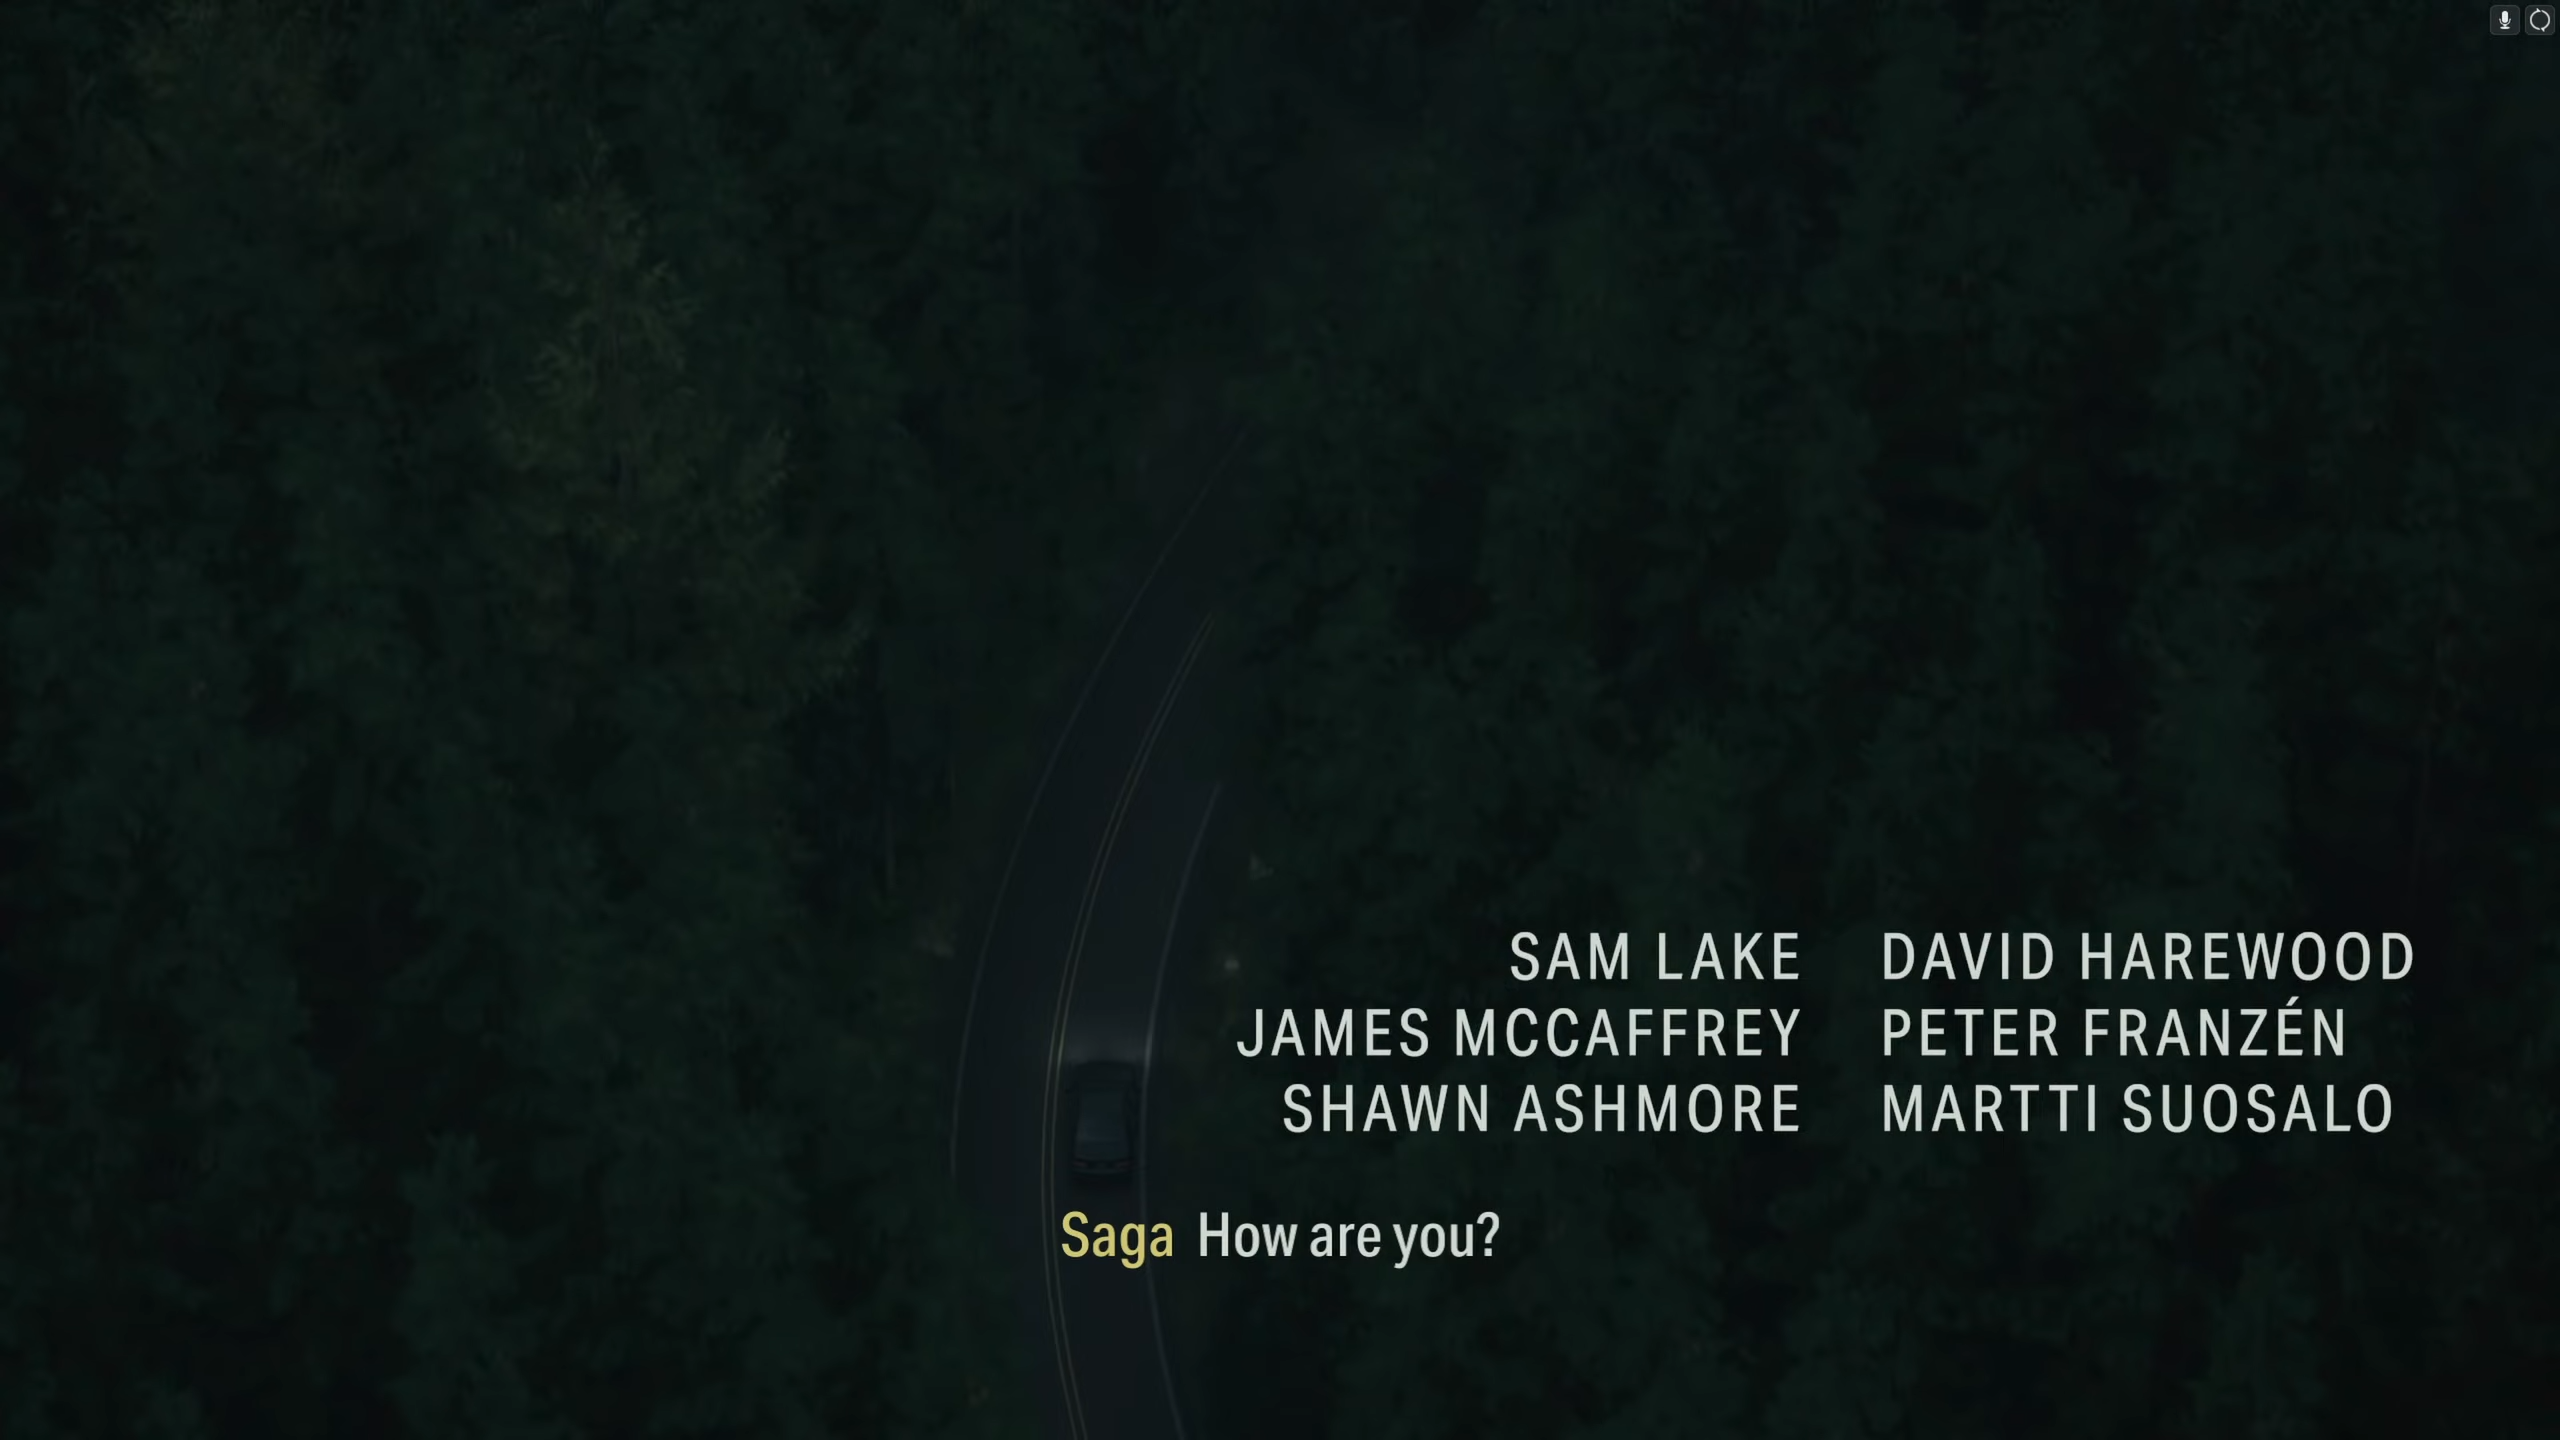 SAM LAKE DAVID HAREWOOD
JAMES MCCAFFREY PETER FRANZÉN
SHAWN ASHMORE MARTTI SUOSALO
Saga How are you?